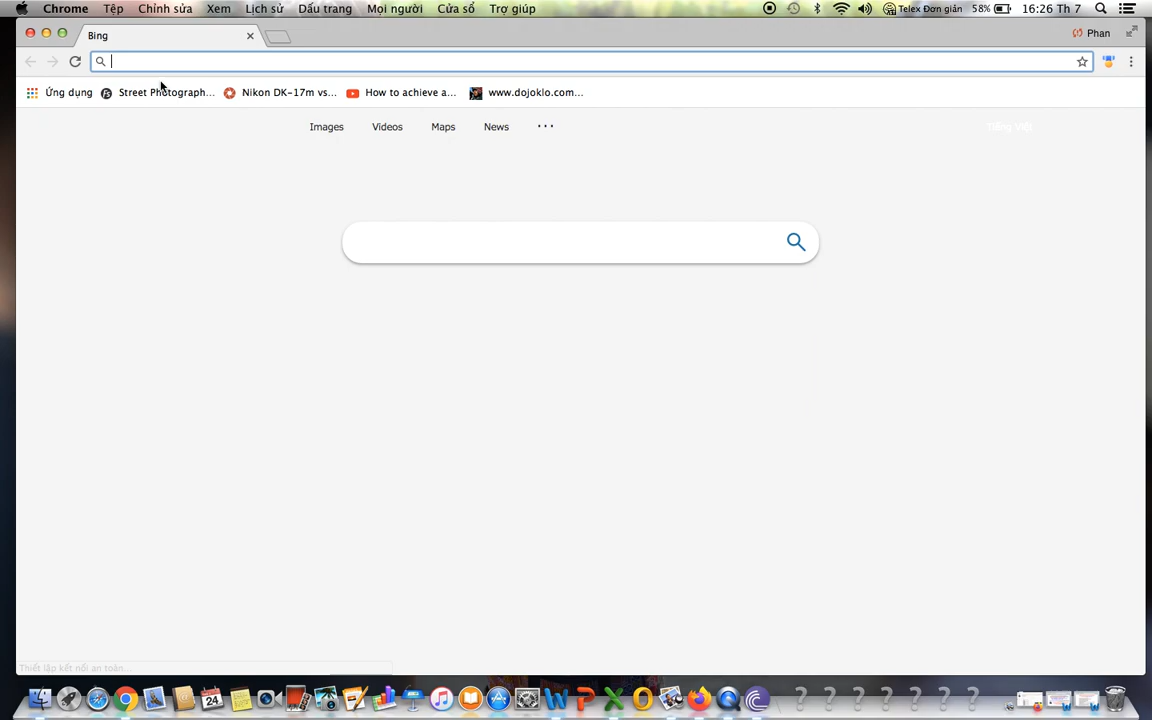 Chrome Tệp Chỉnh sửa Xem Lịch sử Dấu trang Mọi người Cửa sổ Trợ giúp Telex Đơn giản 58% 16:26 Th 7
Bing Phan
Ứng dụng Street Photograph... Nikon DK-17m vs... How to achieve a... www.dojoklo.com...
Images Videos Maps News ··· Tiếng Việt
Thiết lập kết nối an toàn...
24